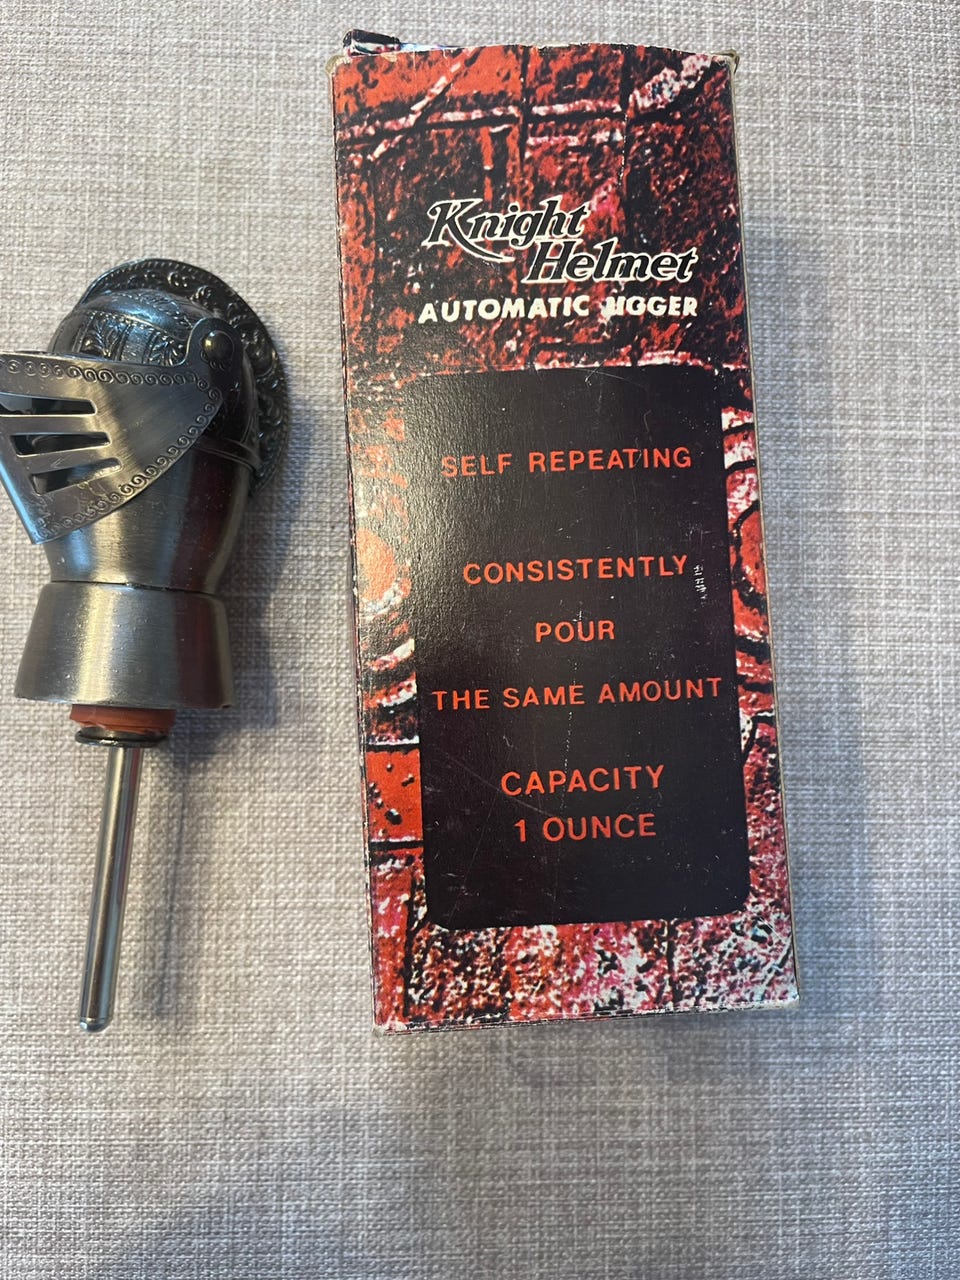 Knight
Helmet
AUTOMATIC JIGGER
SELF REPEATING
CONSISTENTLY
POUR
THE SAME AMOUNT
CAPACITY
1 OUNCE